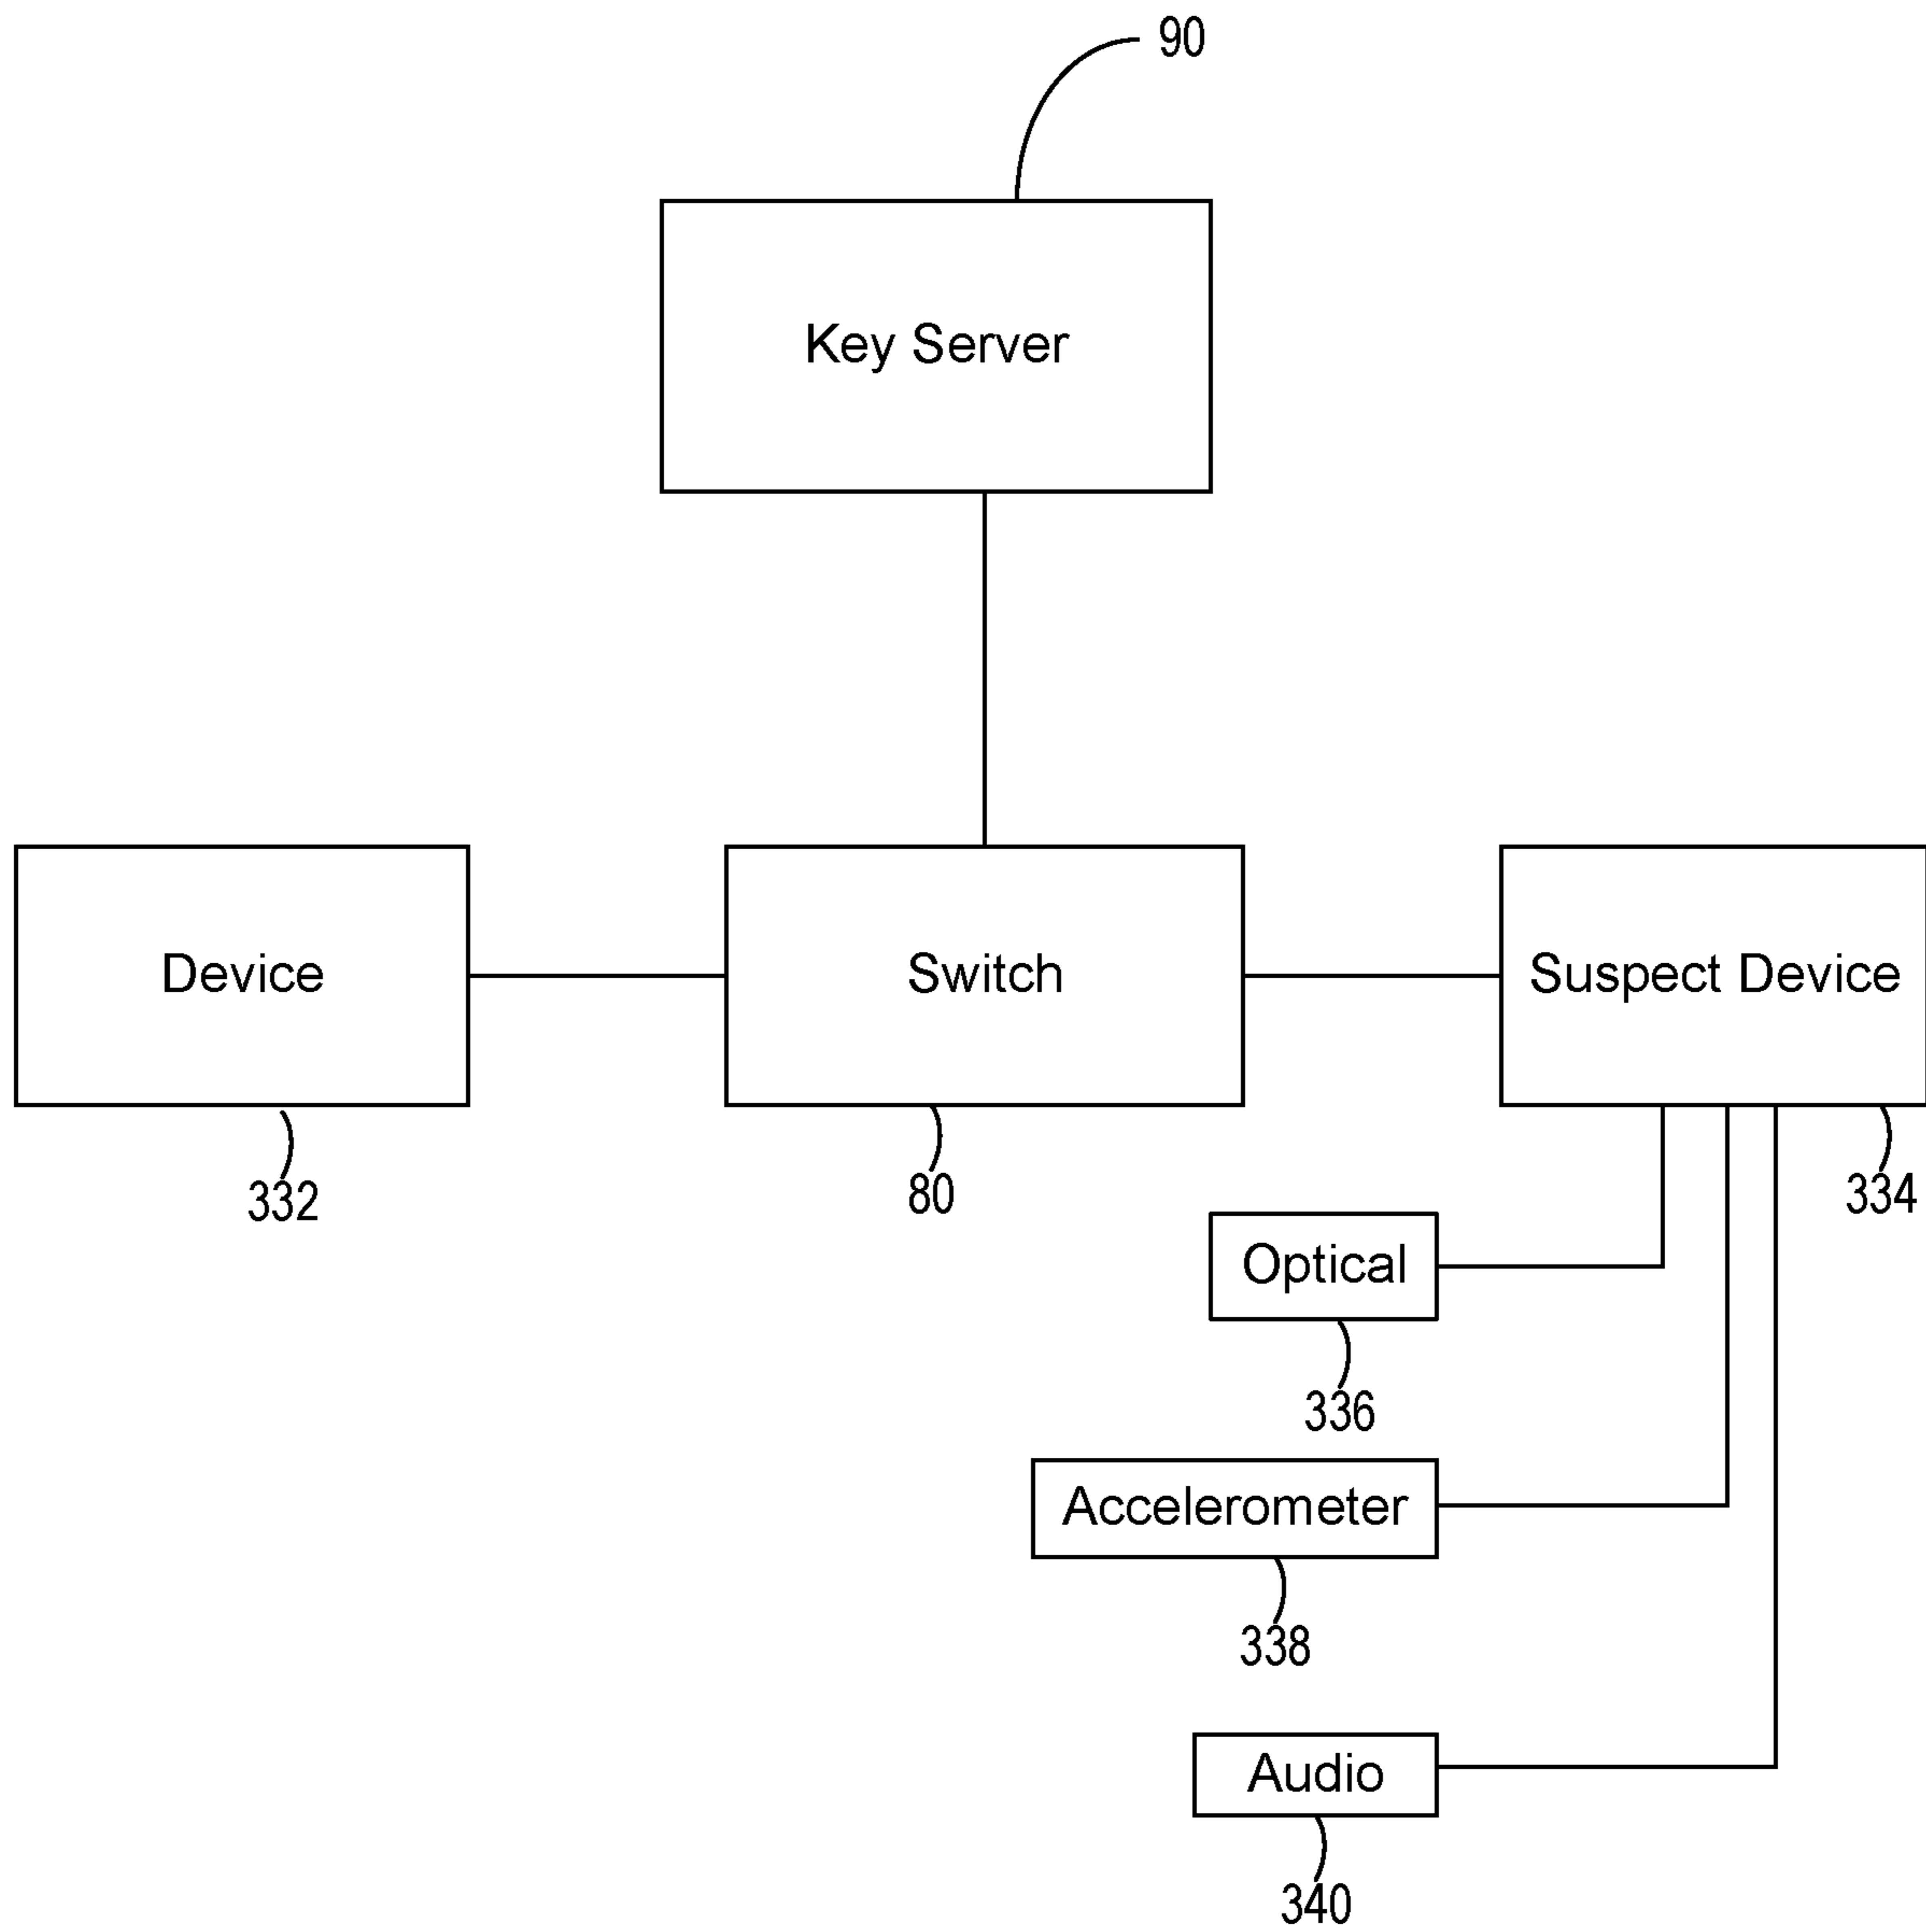 90
Key Server
Device
Switch
Suspect Device
332
80
334
Optical
336
Accelerometer
338
Audio
340